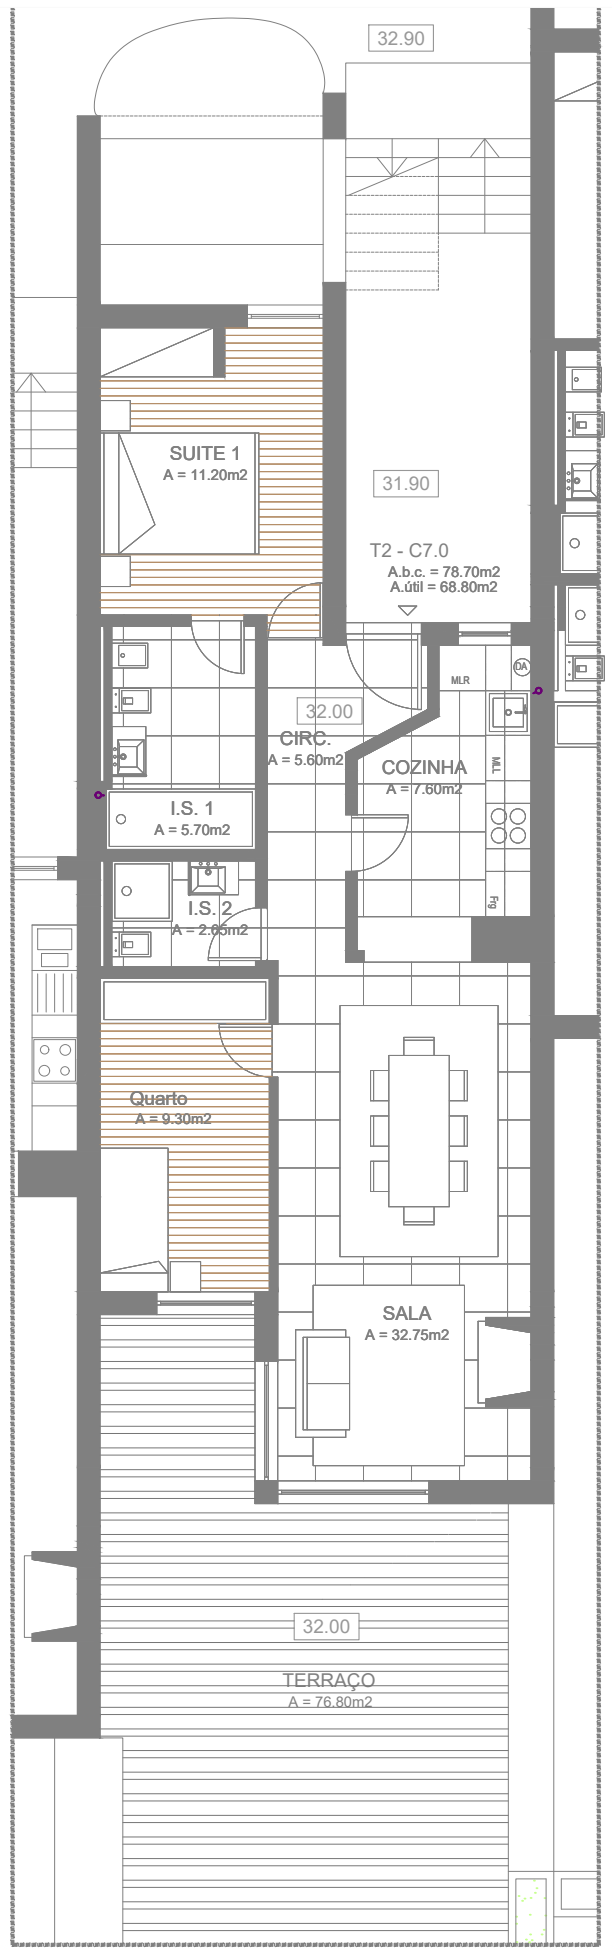 32.90
SUITE 1
A = 11.20m2
31.90
T2 - C7.0
A.b.c. = 78.70m2
A.útil = 68.80m2
DA
MLR
32.00
CIRC.
A = 5.60m2
COZINHA
A = 7.60m2
MLL
I.S. 1
A = 5.70m2
Frg
I.S. 2
A = 2.65m2
Quarto
A = 9.30m2
SALA
A = 32.75m2
32.00
TERRAÇO
A = 76.80m2